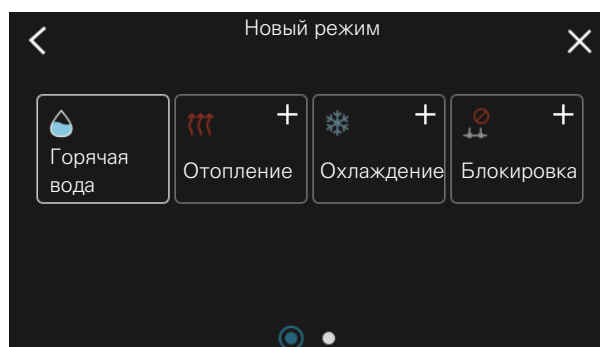 Новый режим
Горячая
вода
Отопление
Охлаждение
Блокировка